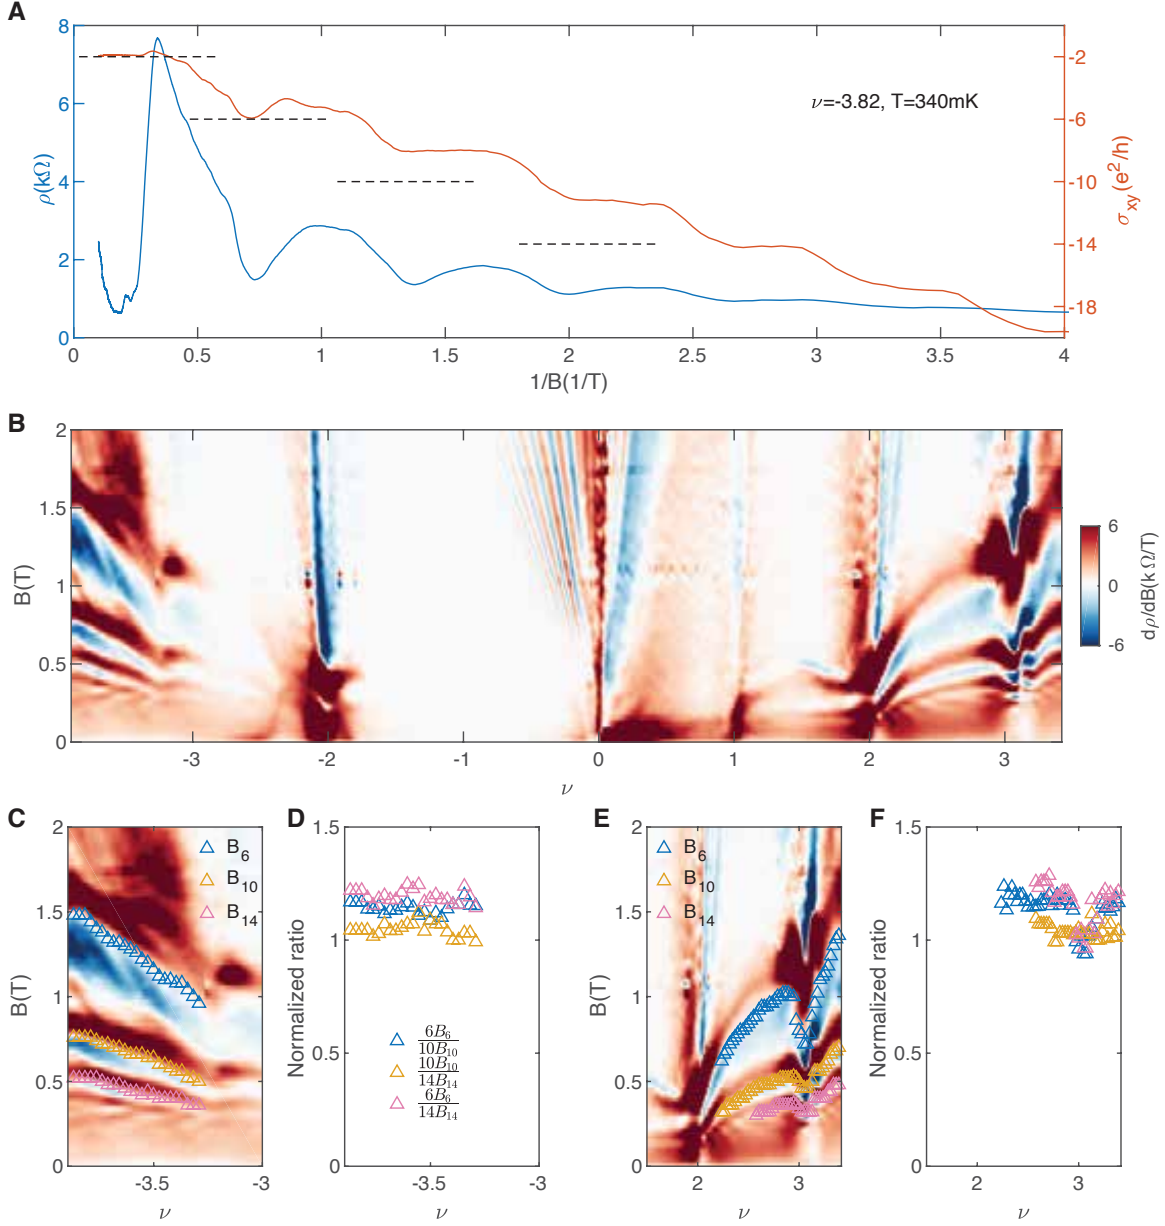 A
8
6
4
2
0
ρ(kΩ)
-2
-6
-10
-14
-18
σxy(e²/h)
ν=-3.82, T=340mK
0 0.5 1 1.5 2 2.5 3 3.5 4
1/B(1/T)
B
2
1.5
1
0.5
0
B(T)
-3 -2 -1 0 1 2 3
ν
6
0
-6
dρ/dB(kΩ/T)
C
2
1.5
1
0.5
0
B(T)
B6
B10
B14
-3.5 -3
ν
D
1.5
1
0.5
0
Normalized ratio
6B6/10B10
10B10/14B14
6B6/14B14
-3.5 -3
ν
E
2
1.5
1
0.5
0
B(T)
B6
B10
B14
2 3
ν
F
1.5
1
0.5
0
Normalized ratio
2 3
ν